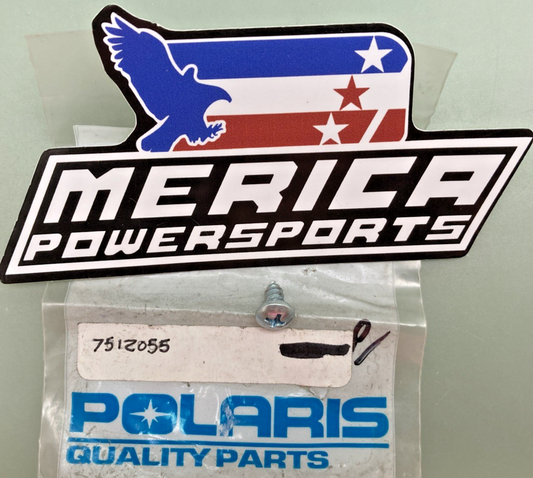 MERICA
POWERSPORTS
7512055
POLARIS
QUALITY PARTS